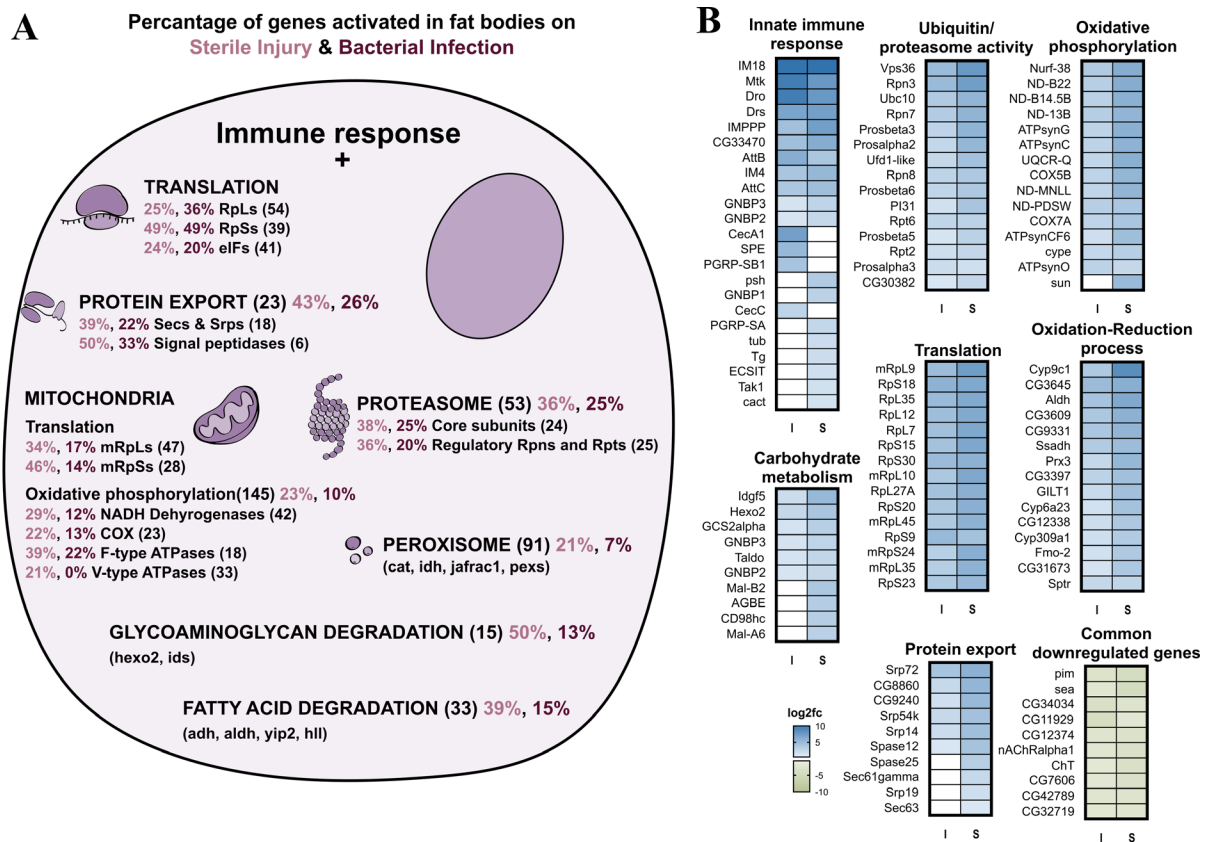 A
Percentage of genes activated in fat bodies on
Sterile Injury & Bacterial Infection
Immune response
+
TRANSLATION
25%, 36% RpLs (54)
49%, 49% RpSs (39)
24%, 20% eIFs (41)
PROTEIN EXPORT (23) 43%, 26%
39%, 22% Secs & Srps (18)
50%, 33% Signal peptidases (6)
MITOCHONDRIA
Translation
34%, 17% mRpLs (47)
46%, 14% mRpSs (28)
Oxidative phosphorylation(145) 23%, 10%
29%, 12% NADH Dehyrogenases (42)
22%, 13% COX (23)
39%, 22% F-type ATPases (18)
21%, 0% V-type ATPases (33)
PROTEASOME (53) 36%, 25%
38%, 25% Core subunits (24)
36%, 20% Regulatory Rpns and Rpts (25)
PEROXISOME (91) 21%, 7%
(cat, idh, jafrac1, pexs)
GLYCOAMINOGLYCAN DEGRADATION (15) 50%, 13%
(hexo2, ids)
FATTY ACID DEGRADATION (33) 39%, 15%
(adh, aldh, yip2, hll)
B
Innate immune
response
IM18
Mtk
Dro
Drs
IMPPP
CG33470
AttB
IM4
AttC
GNBP3
GNBP2
CecA1
SPE
PGRP-SB1
psh
GNBP1
CecC
PGRP-SA
tub
Tg
ECSIT
Tak1
cact
I S
Carbohydrate
metabolism
Idgf5
Hexo2
GCS2alpha
GNBP3
Taldo
GNBP2
Mal-B2
AGBE
CD98hc
Mal-A6
I S
log2fc
10
5
-5
-10
Ubiquitin/
proteasome activity
Vps36
Rpn3
Ubc10
Rpn7
Prosbeta3
Prosalpha2
Ufd1-like
Rpn8
Prosbeta6
PI31
Rpt6
Prosbeta5
Rpt2
Prosalpha3
CG30382
I S
Translation
mRpL9
RpS18
RpL35
RpL12
RpL7
RpS15
RpS30
mRpL10
RpL27A
RpS20
mRpL45
RpS9
mRpS24
mRpL35
RpS23
I S
Protein export
Srp72
CG8860
CG9240
Srp54k
Srp14
Spase12
Spase25
Sec61gamma
Srp19
Sec63
I S
Oxidative
phosphorylation
Nurf-38
ND-B22
ND-B14.5B
ND-13B
ATPsynG
ATPsynC
UQCR-Q
COX5B
ND-MNLL
ND-PDSW
COX7A
ATPsynCF6
cype
ATPsynO
sun
I S
Oxidation-Reduction
process
Cyp9c1
CG3645
Aldh
CG3609
CG9331
Ssadh
Prx3
CG3397
GILT1
Cyp6a23
CG12338
Cyp309a1
Fmo-2
CG31673
Sptr
I S
Common
downregulated genes
pim
sea
CG34034
CG11929
CG12374
nAChRalpha1
ChT
CG7606
CG42789
CG32719
I S